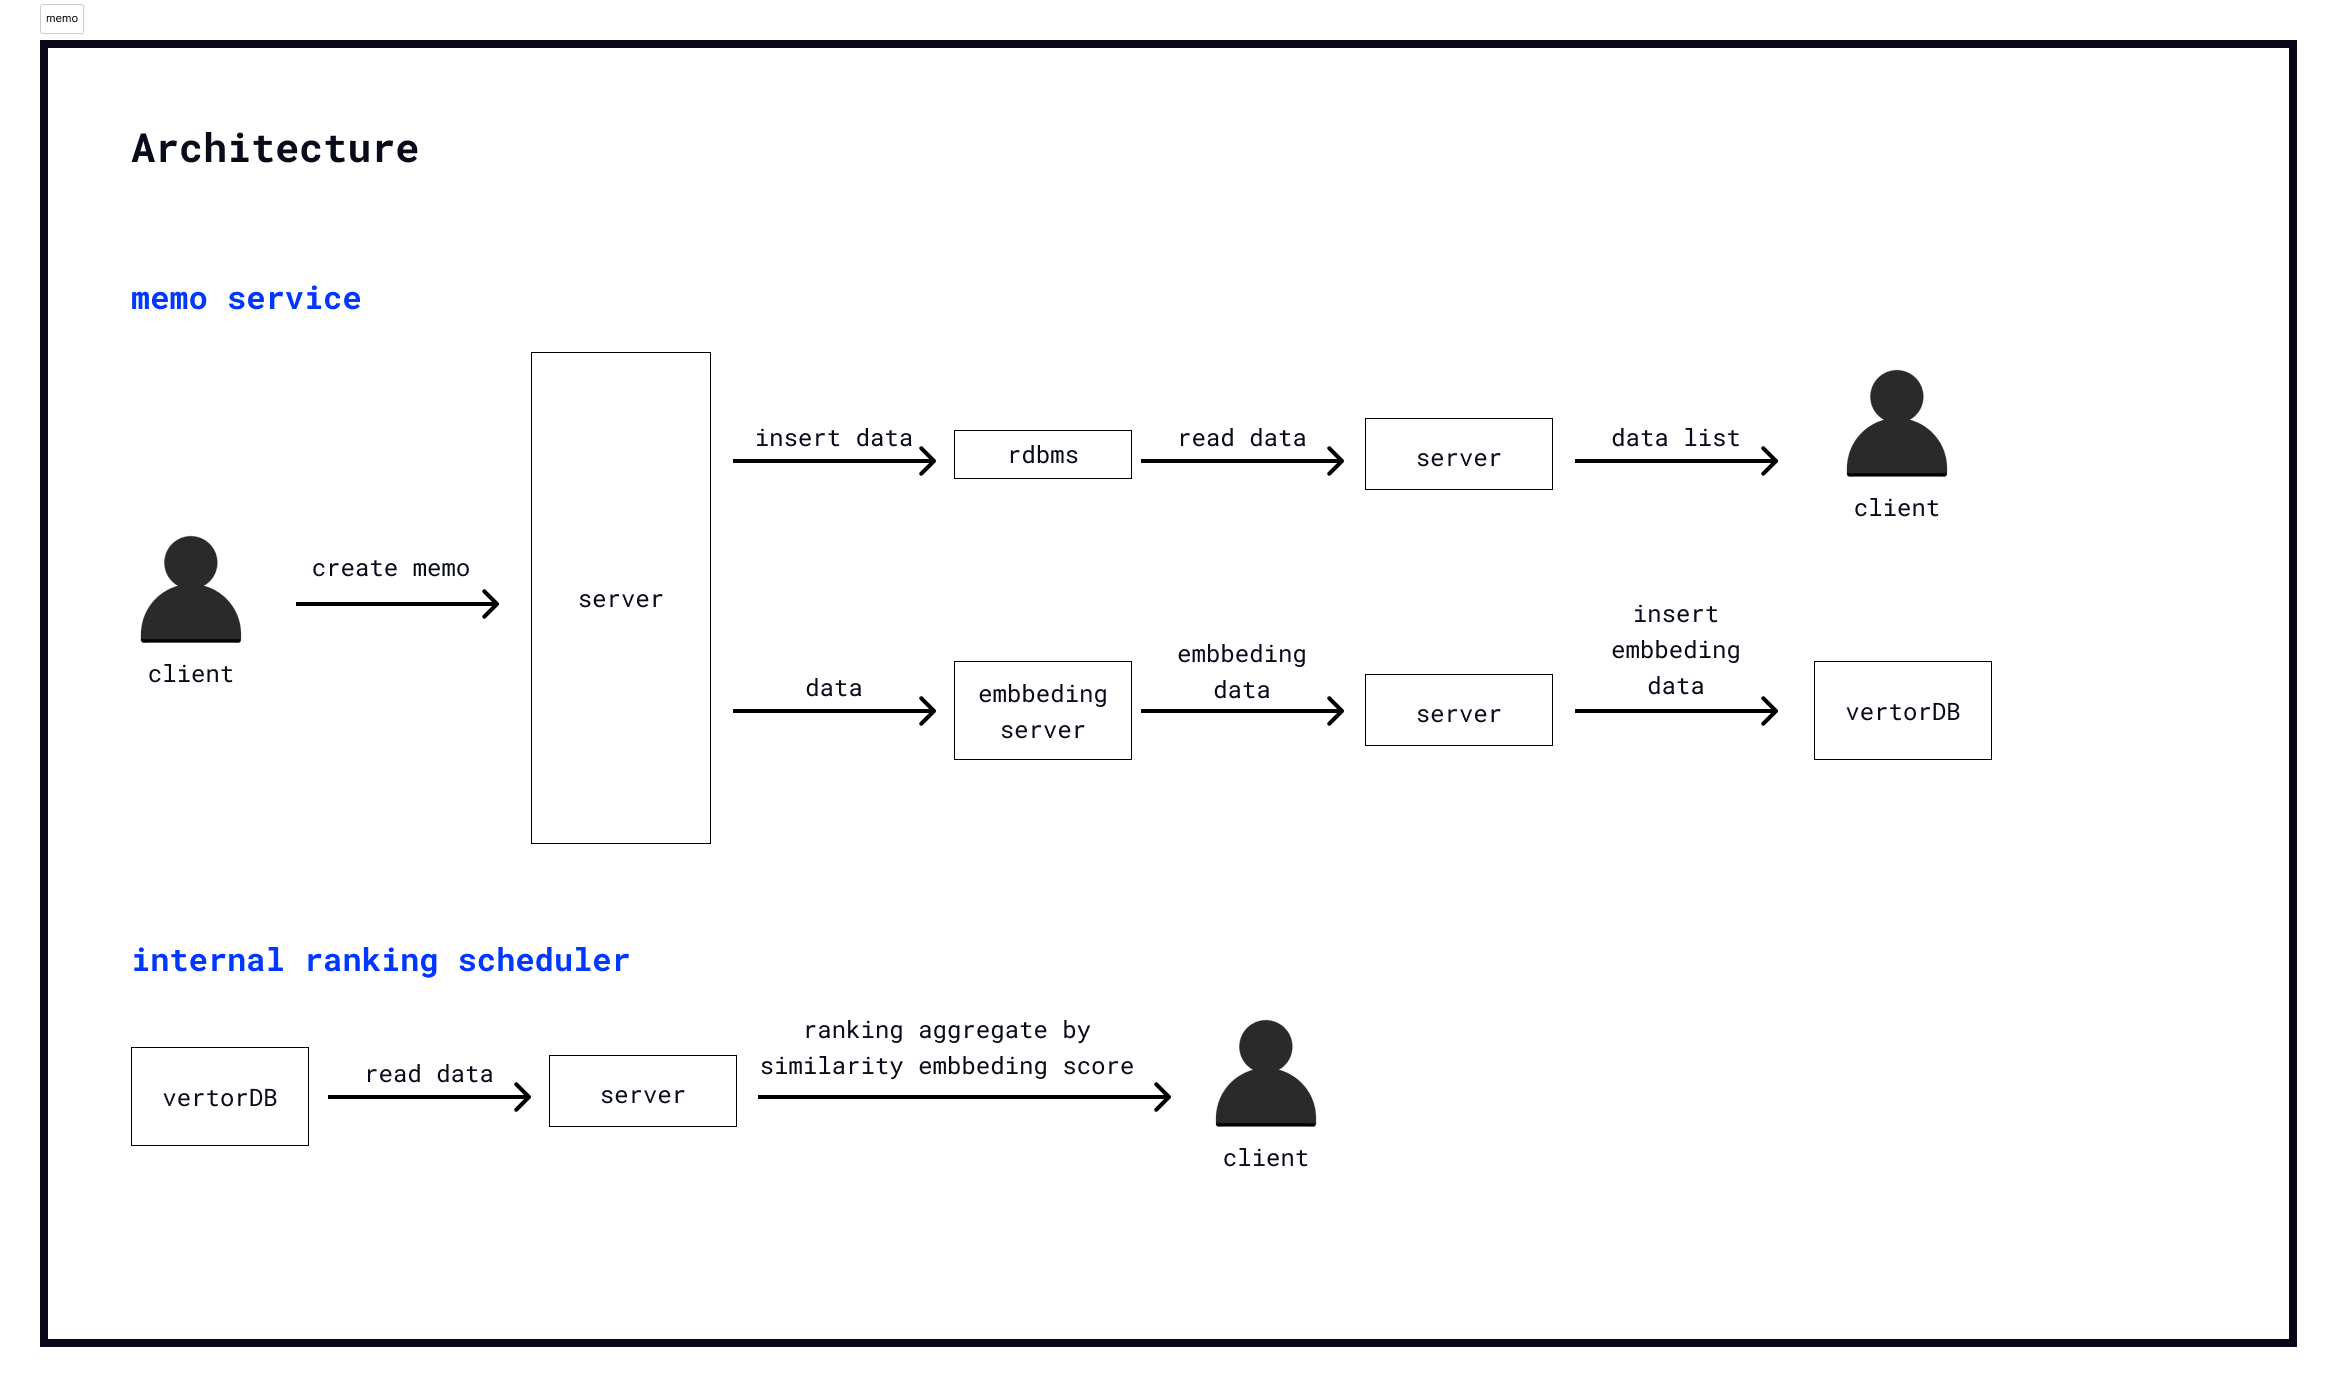 memo
Architecture
memo service
insert data
rdbms
read data
server
data list
client
create memo
server
client
data
embbeding
server
embbeding
data
server
insert
embbeding
data
vertorDB
internal ranking scheduler
vertorDB
read data
server
ranking aggregate by
similarity embbeding score
client